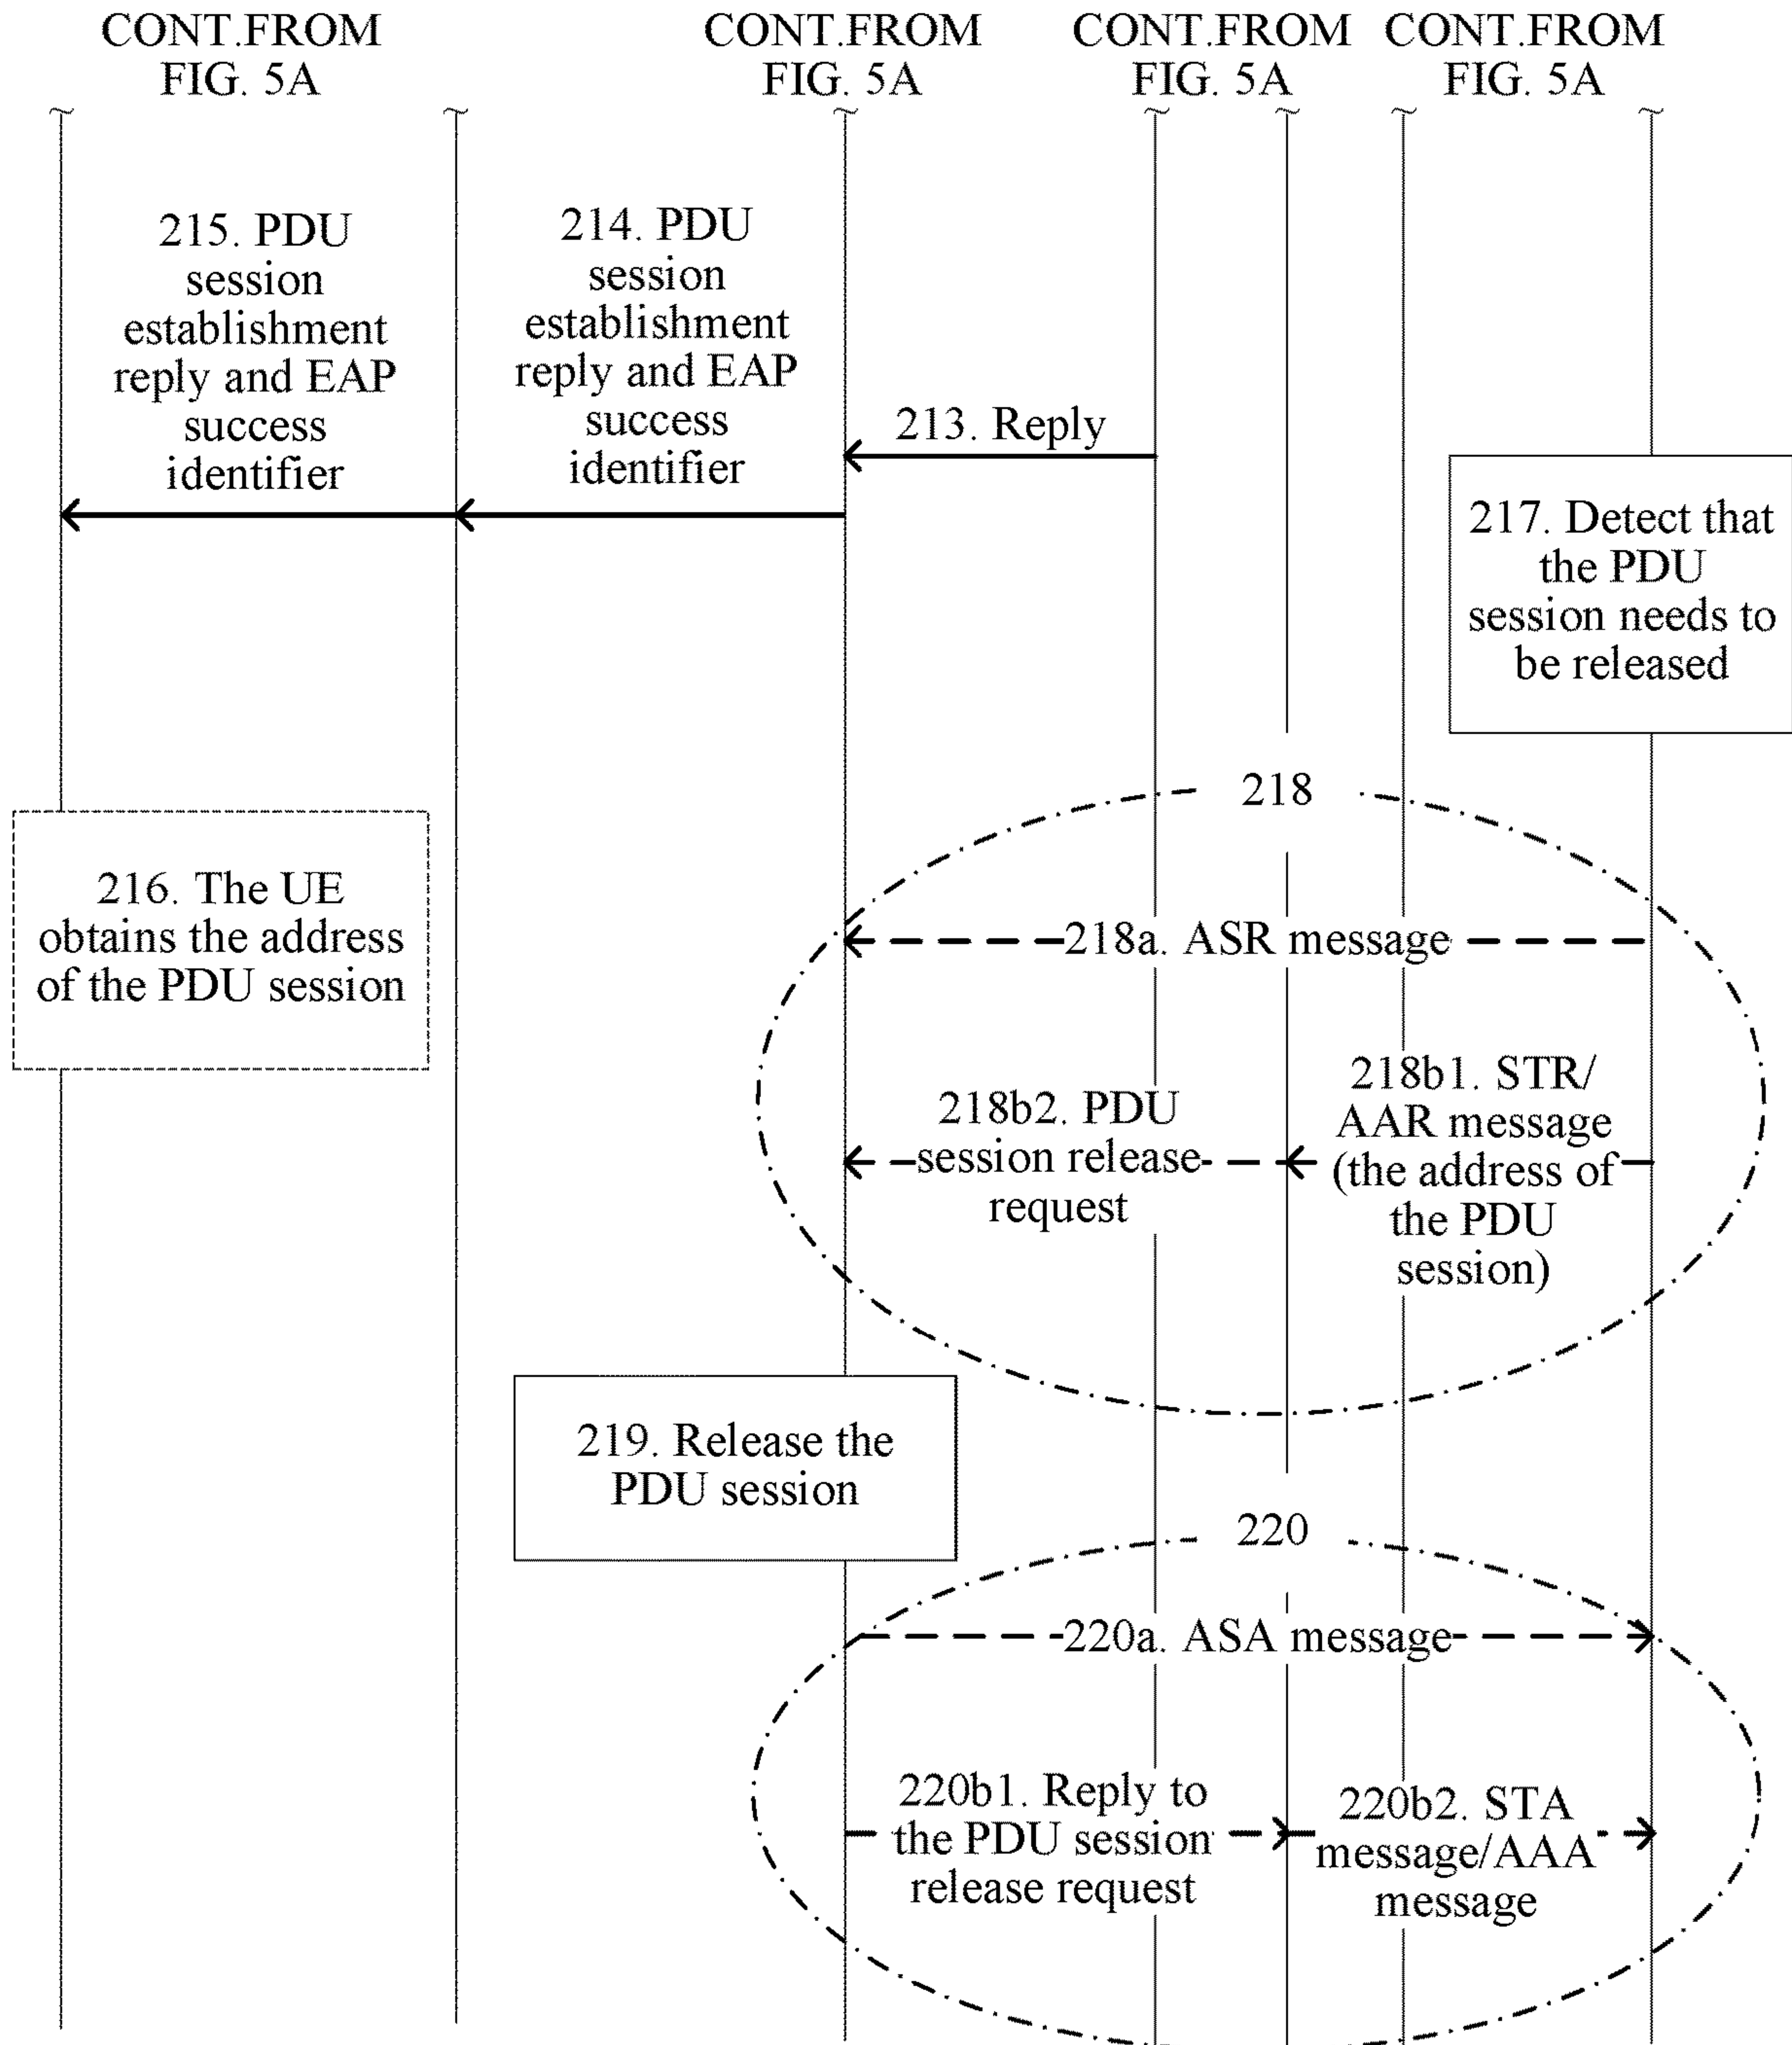 CONT.FROM
FIG. 5A
CONT.FROM
FIG. 5A
CONT.FROM
FIG. 5A
CONT.FROM
FIG. 5A
215. PDU
session
establishment
reply and EAP
success
identifier
214. PDU
session
establishment
reply and EAP
success
identifier
213. Reply
217. Detect that
the PDU
session needs to
be released
216. The UE
obtains the address
of the PDU session
218
218a. ASR message
218b2. PDU
session release
request
218b1. STR/
AAR message
(the address of
the PDU
session)
219. Release the
PDU session
220
220a. ASA message
220b1. Reply to
the PDU session
release request
220b2. STA
message/AAA
message